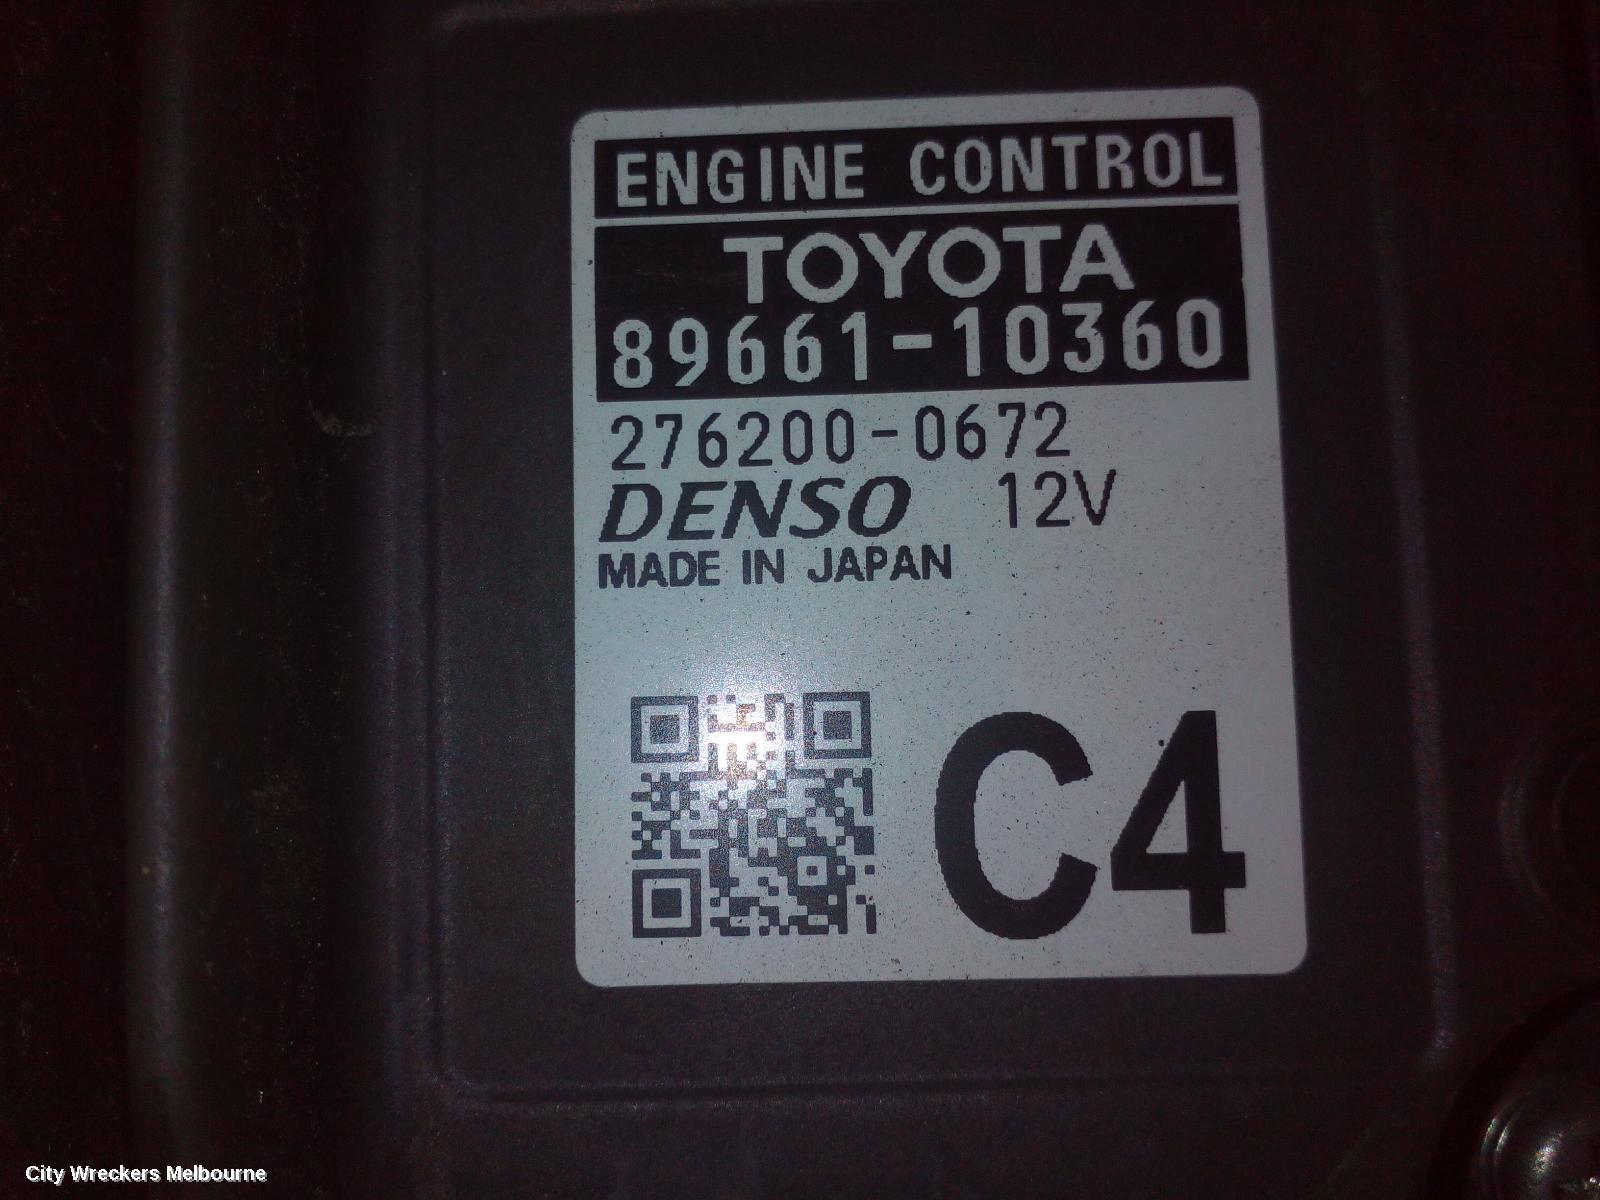 ENGINE CONTROL
TOYOTA
89661-10360
276200-0672
DENSO 12V
MADE IN JAPAN
C4
City Wreckers Melbourne